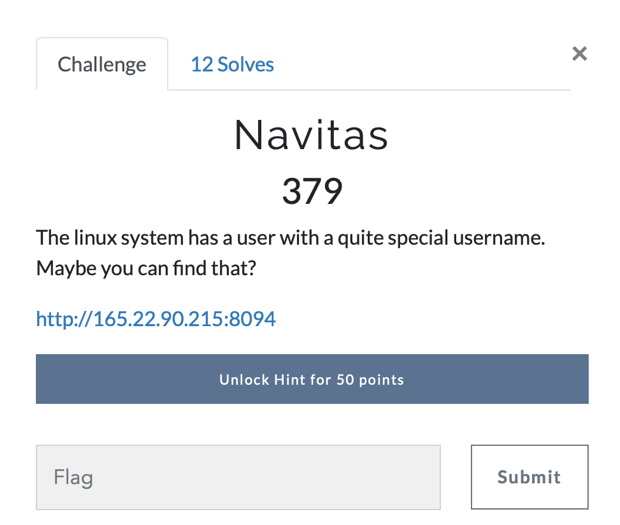 Challenge
12 Solves
×
Navitas
379
The linux system has a user with a quite special username.
Maybe you can find that?
http://165.22.90.215:8094
Unlock Hint for 50 points
Flag
Submit